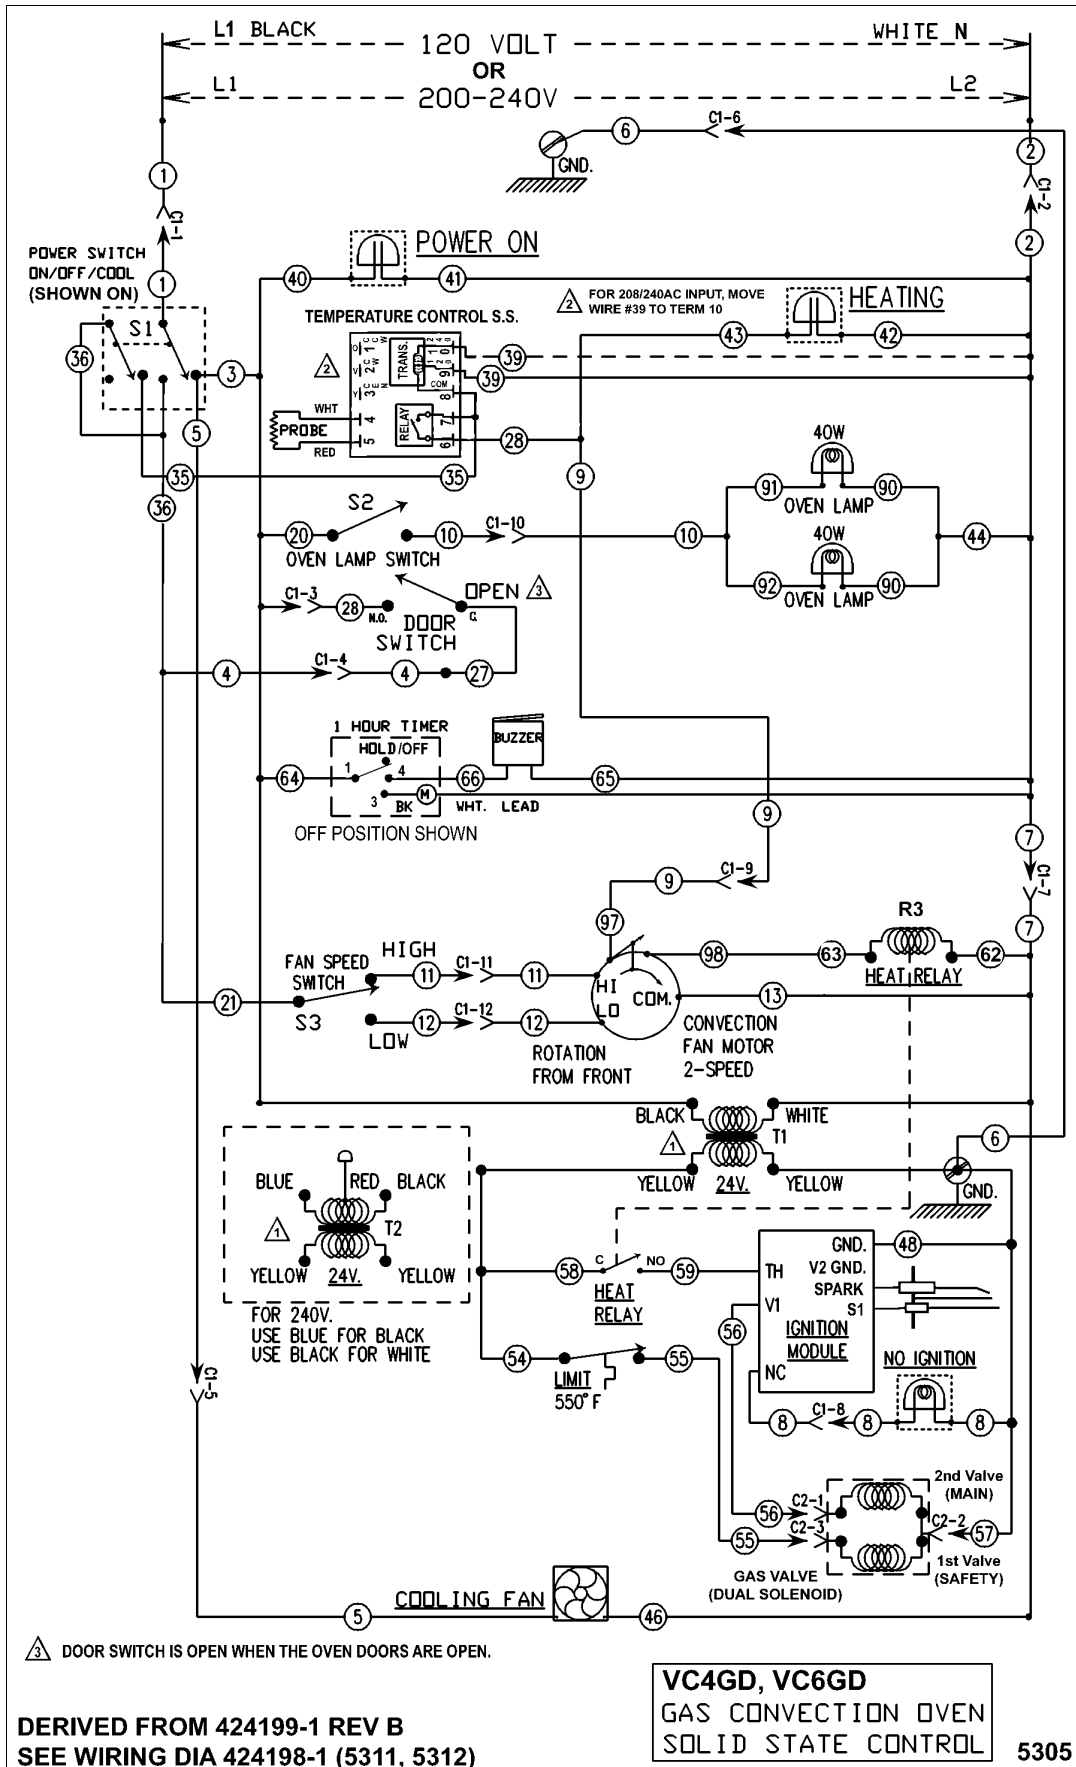 L1 BLACK
WHITE N
120 VOLT
OR
L1
200-240V
L2
6
C1-6
GND.
1
2
C1-1
C1-2
1
2
POWER SWITCH
ON/OFF/COOL
(SHOWN ON)
POWER ON
40
41
2
FOR 208/240AC INPUT, MOVE
WIRE #39 TO TERM 10
HEATING
S1
TEMPERATURE CONTROL S.S.
43
42
36
3
2
TRANS.
39
39
COM
WHT
PROBE
RED
4
5
RELAY
10
9
8
7
6
5
28
35
35
36
9
S2
20
10
C1-10
10
OVEN LAMP SWITCH
40W
91
90
OVEN LAMP
40W
44
92
90
OVEN LAMP
C1-3
28
N.O.
OPEN
3
C.
DOOR
SWITCH
4
C1-4
4
27
1 HOUR TIMER
HOLD/OFF
BUZZER
64
1
4
66
65
3
BK
M
WHT. LEAD
OFF POSITION SHOWN
9
7
C1-7
7
9
C1-9
97
R3
98
63
62
HEAT RELAY
HIGH
FAN SPEED
SWITCH
11
C1-11
11
HI
LO
COM.
13
21
S3
12
C1-12
12
LOW
ROTATION
FROM FRONT
CONVECTION
FAN MOTOR
2-SPEED
BLACK
WHITE
1
T1
YELLOW
24V.
YELLOW
6
GND.
BLUE
RED
BLACK
1
T2
YELLOW
24V.
YELLOW
FOR 240V.
USE BLUE FOR BLACK
USE BLACK FOR WHITE
58
C
NO
59
HEAT
RELAY
TH
V1
NC
GND.
V2 GND.
SPARK
S1
IGNITION
MODULE
48
56
54
55
LIMIT
550°F
NO IGNITION
8
C1-8
8
8
C1-5
56
C2-1
55
C2-3
2nd Valve
(MAIN)
C2-2
57
1st Valve
(SAFETY)
GAS VALVE
(DUAL SOLENOID)
COOLING FAN
5
46
3
DOOR SWITCH IS OPEN WHEN THE OVEN DOORS ARE OPEN.
VC4GD, VC6GD
GAS CONVECTION OVEN
SOLID STATE CONTROL
DERIVED FROM 424199-1 REV B
SEE WIRING DIA 424198-1 (5311, 5312)
5305